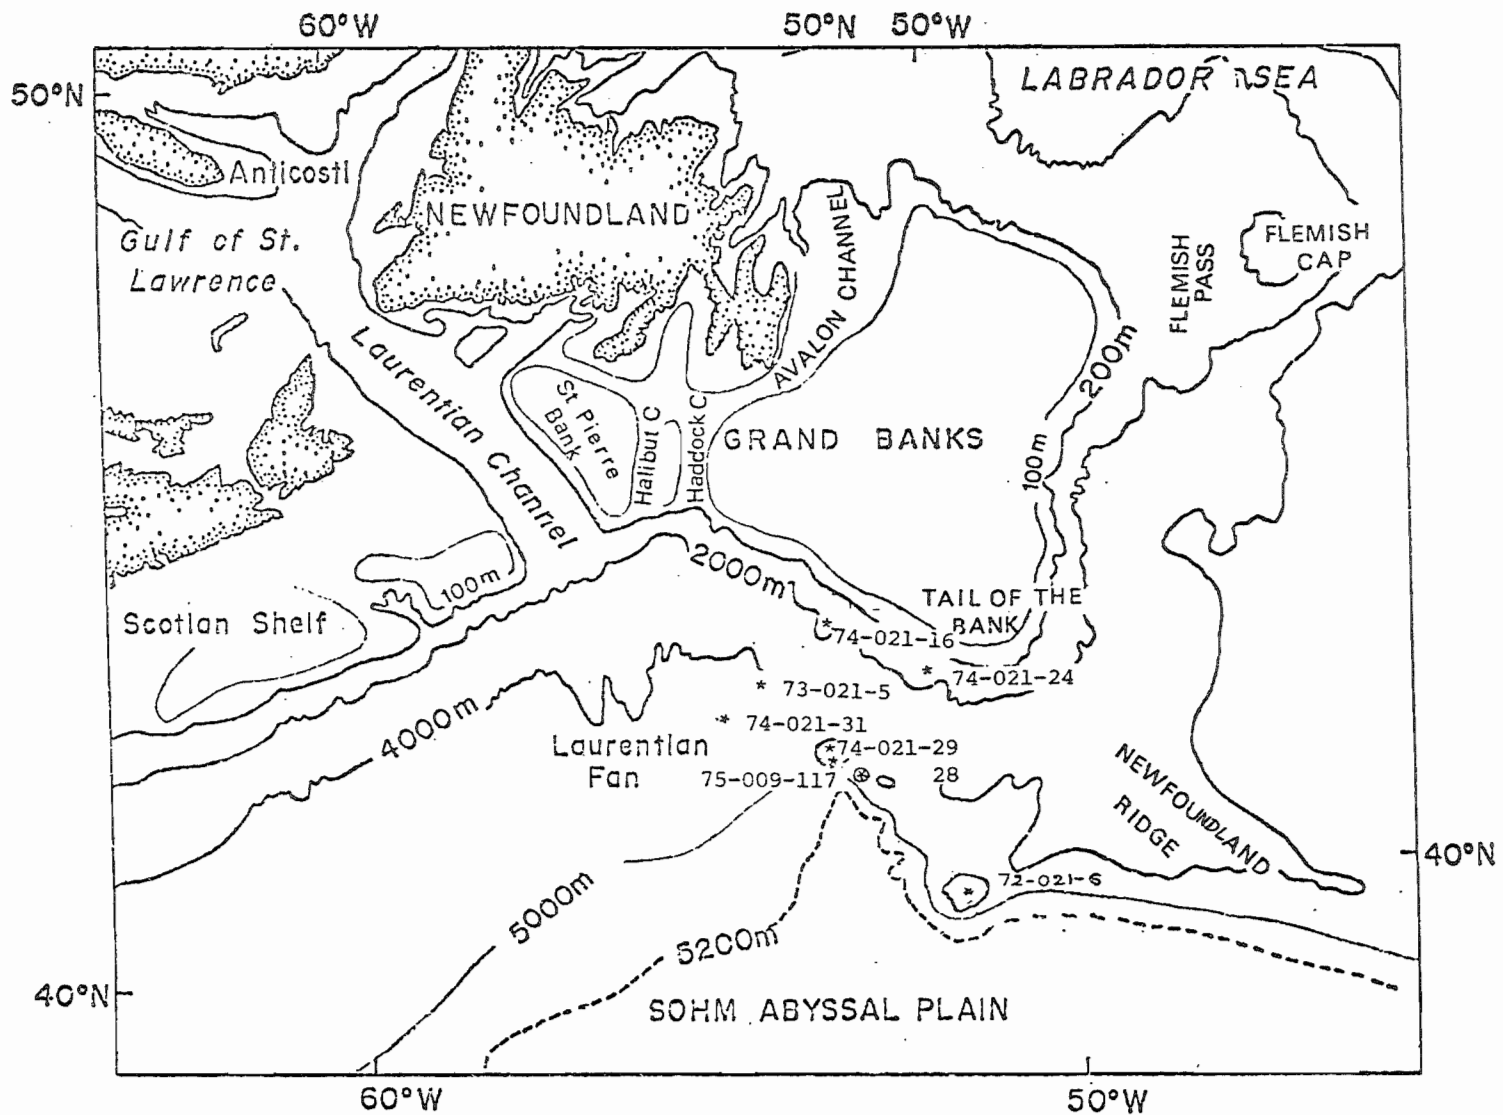 60°W
50°N 50°W
50°N
LABRADOR SEA
Anticosti
NEWFOUNDLAND
Gulf of St.
Lawrence
AVALON CHANNEL
FLEMISH
PASS
FLEMISH
CAP
Laurentian Channel
200m
St Pierre
Bank
Halibut C
Haddock C
GRAND BANKS
100m
2000m
100m
Scotian Shelf
TAIL OF THE
BANK
*74-021-16
* 74-021-24
* 73-021-5
4000m
* 74-021-31
Laurentian
Fan
*74-021-29
75-009-117
28
NEWFOUNDLAND
RIDGE
40°N
72-021-6
*
5000m
5200m
40°N
SOHM ABYSSAL PLAIN
60°W
50°W